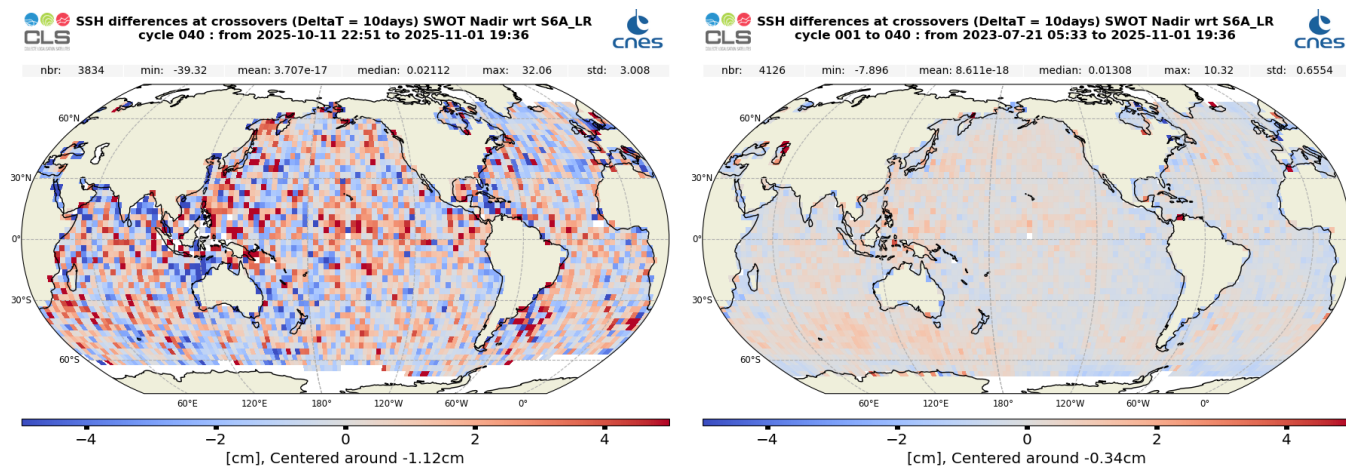 CLS
SSH differences at crossovers (DeltaT = 10days) SWOT Nadir wrt S6A_LR
cycle 040 : from 2025-10-11 22:51 to 2025-11-01 19:36
cnes
nbr: 3834 min: -39.32 mean: 3.707e-17 median: 0.02112 max: 32.06 std: 3.008
60°N
30°N
0°
30°S
60°S
60°E 120°E 180° 120°W 60°W 0°
−4 −2 0 2 4
[cm], Centered around -1.12cm
CLS
SSH differences at crossovers (DeltaT = 10days) SWOT Nadir wrt S6A_LR
cycle 001 to 040 : from 2023-07-21 05:33 to 2025-11-01 19:36
cnes
nbr: 4126 min: -7.896 mean: 8.611e-18 median: 0.01308 max: 10.32 std: 0.6554
60°N
30°N
0°
30°S
60°S
60°E 120°E 180° 120°W 60°W 0°
−4 −2 0 2 4
[cm], Centered around -0.34cm